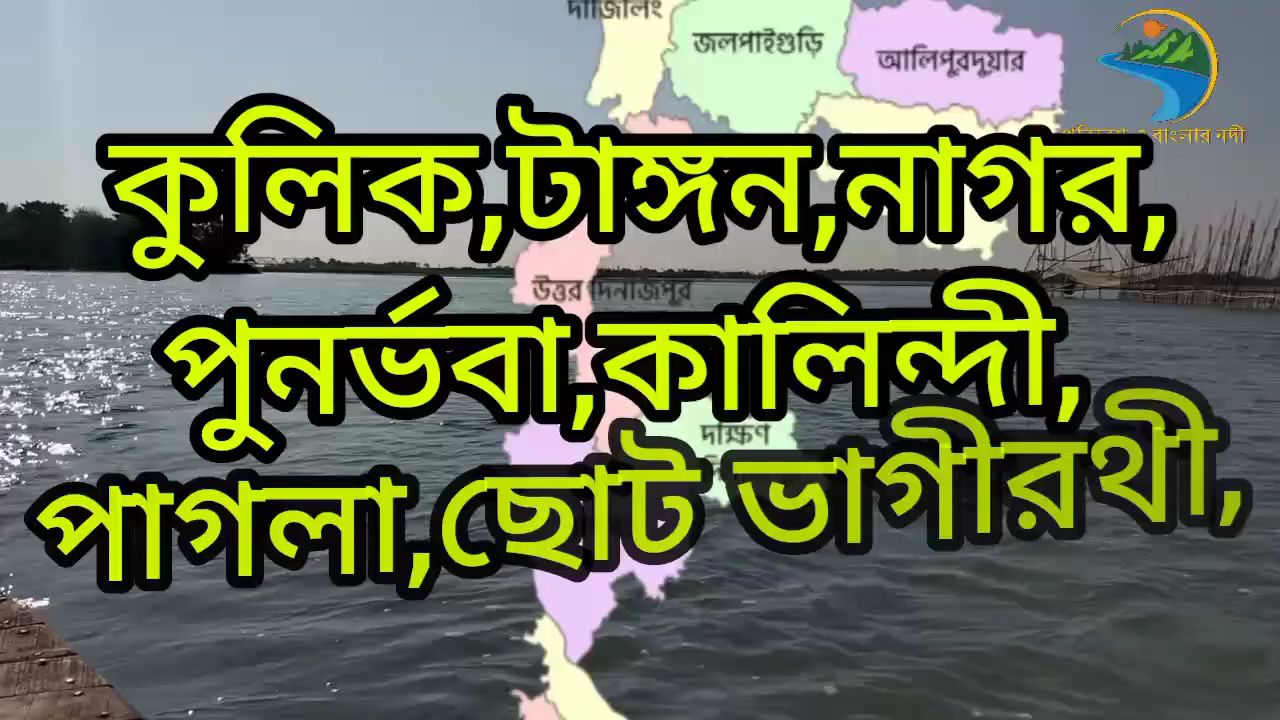 দার্জিলিং
জলপাইগুড়ি
আলিপুরদুয়ার
বাংলার নদী
কুলিক,টাঙ্গন,নাগর,
উত্তর দিনাজপুর
পুনর্ভবা,কালিন্দী,
দক্ষিণ
পাগলা,ছোট ভাগীরথী,